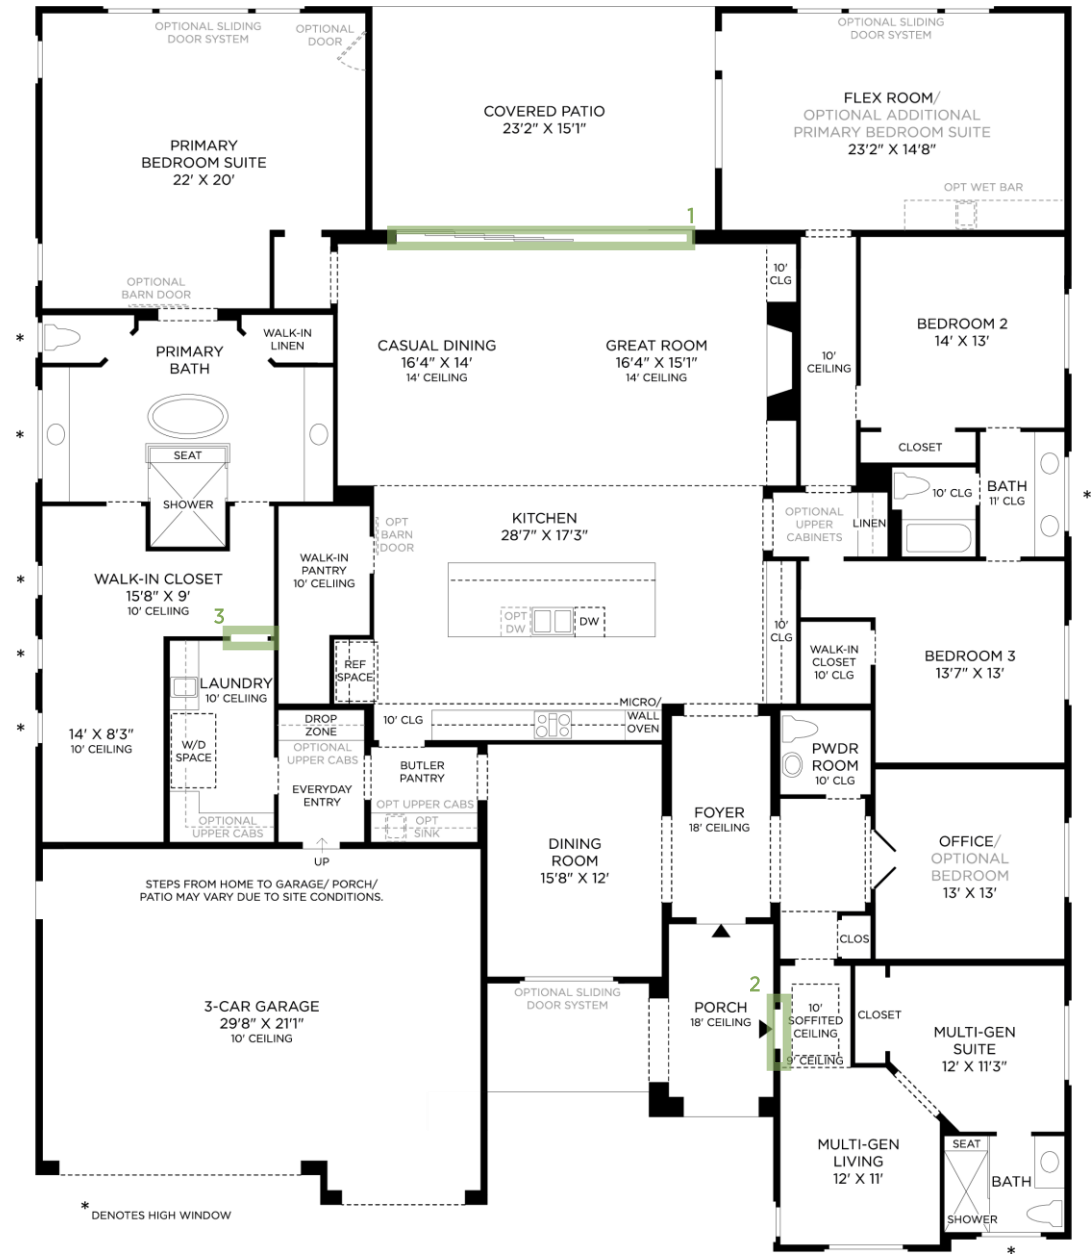 OPTIONAL SLIDING
DOOR SYSTEM
OPTIONAL
DOOR
PRIMARY
BEDROOM SUITE
22' X 20'
OPTIONAL
BARN DOOR
COVERED PATIO
23'2" X 15'1"
1
OPTIONAL SLIDING
DOOR SYSTEM
FLEX ROOM/
OPTIONAL ADDITIONAL
PRIMARY BEDROOM SUITE
23'2" X 14'8"
OPT WET BAR
*
PRIMARY
BATH
WALK-IN
LINEN
*
SEAT
SHOWER
CASUAL DINING
16'4" X 14'
14' CEILING
GREAT ROOM
16'4" X 15'1"
14' CEILING
10'
CLG
10'
CEILING
BEDROOM 2
14' X 13'
CLOSET
10' CLG
BATH
11' CLG
*
OPTIONAL
UPPER
CABINETS
LINEN
KITCHEN
28'7" X 17'3"
OPT
BARN
DOOR
WALK-IN
PANTRY
10' CELIING
OPT
DW
DW
10'
CLG
REF
SPACE
10' CLG
MICRO/
WALL
OVEN
*
WALK-IN CLOSET
15'8" X 9'
10' CELIING
3
*
LAUNDRY
10' CELIING
W/D
SPACE
OPTIONAL
UPPER CABS
*
14' X 8'3"
10' CEILING
DROP
ZONE
OPTIONAL
UPPER CABS
EVERYDAY
ENTRY
UP
BUTLER
PANTRY
OPT UPPER CABS
OPT
SINK
WALK-IN
CLOSET
10' CLG
BEDROOM 3
13'7" X 13'
PWDR
ROOM
10' CLG
FOYER
18' CEILING
DINING
ROOM
15'8" X 12'
OFFICE/
OPTIONAL
BEDROOM
13' X 13'
CLOS
STEPS FROM HOME TO GARAGE/ PORCH/
PATIO MAY VARY DUE TO SITE CONDITIONS.
3-CAR GARAGE
29'8" X 21'1"
10' CEILING
OPTIONAL SLIDING
DOOR SYSTEM
PORCH
18' CEILING
2
10'
SOFFITED
CEILING
9' CEILING
CLOSET
MULTI-GEN
SUITE
12' X 11'3"
MULTI-GEN
LIVING
12' X 11'
SEAT
SHOWER
BATH
*
* DENOTES HIGH WINDOW